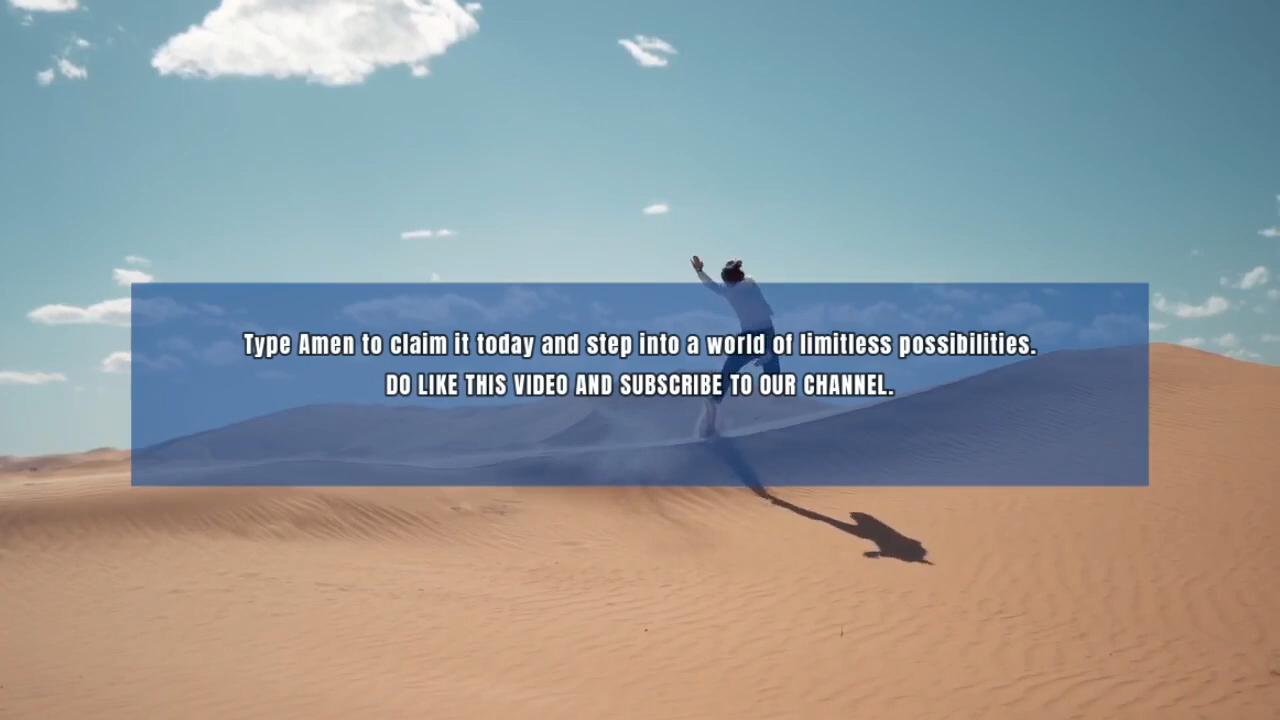 Type Amen to claim it today and step into a world of limitless possibilities.
DO LIKE THIS VIDEO AND SUBSCRIBE TO OUR CHANNEL.